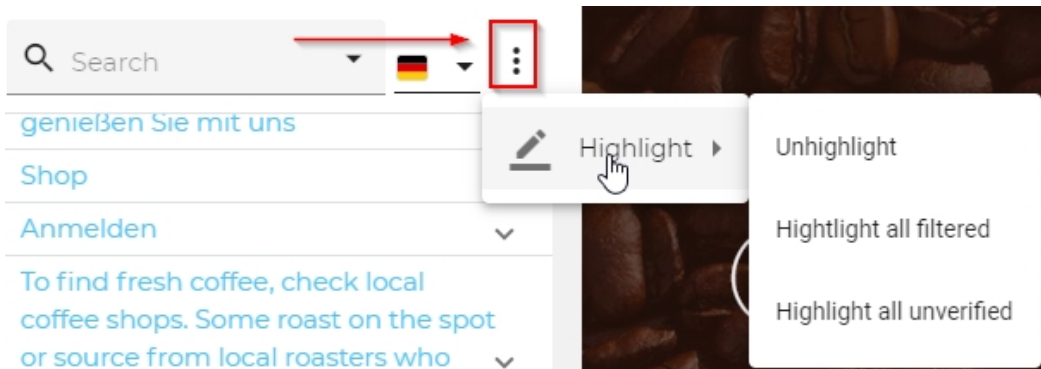 Search
genießen Sie mit uns
Shop
Anmelden
To find fresh coffee, check local
coffee shops. Some roast on the spot
or source from local roasters who
Highlight
Unhighlight
Hightlight all filtered
Highlight all unverified